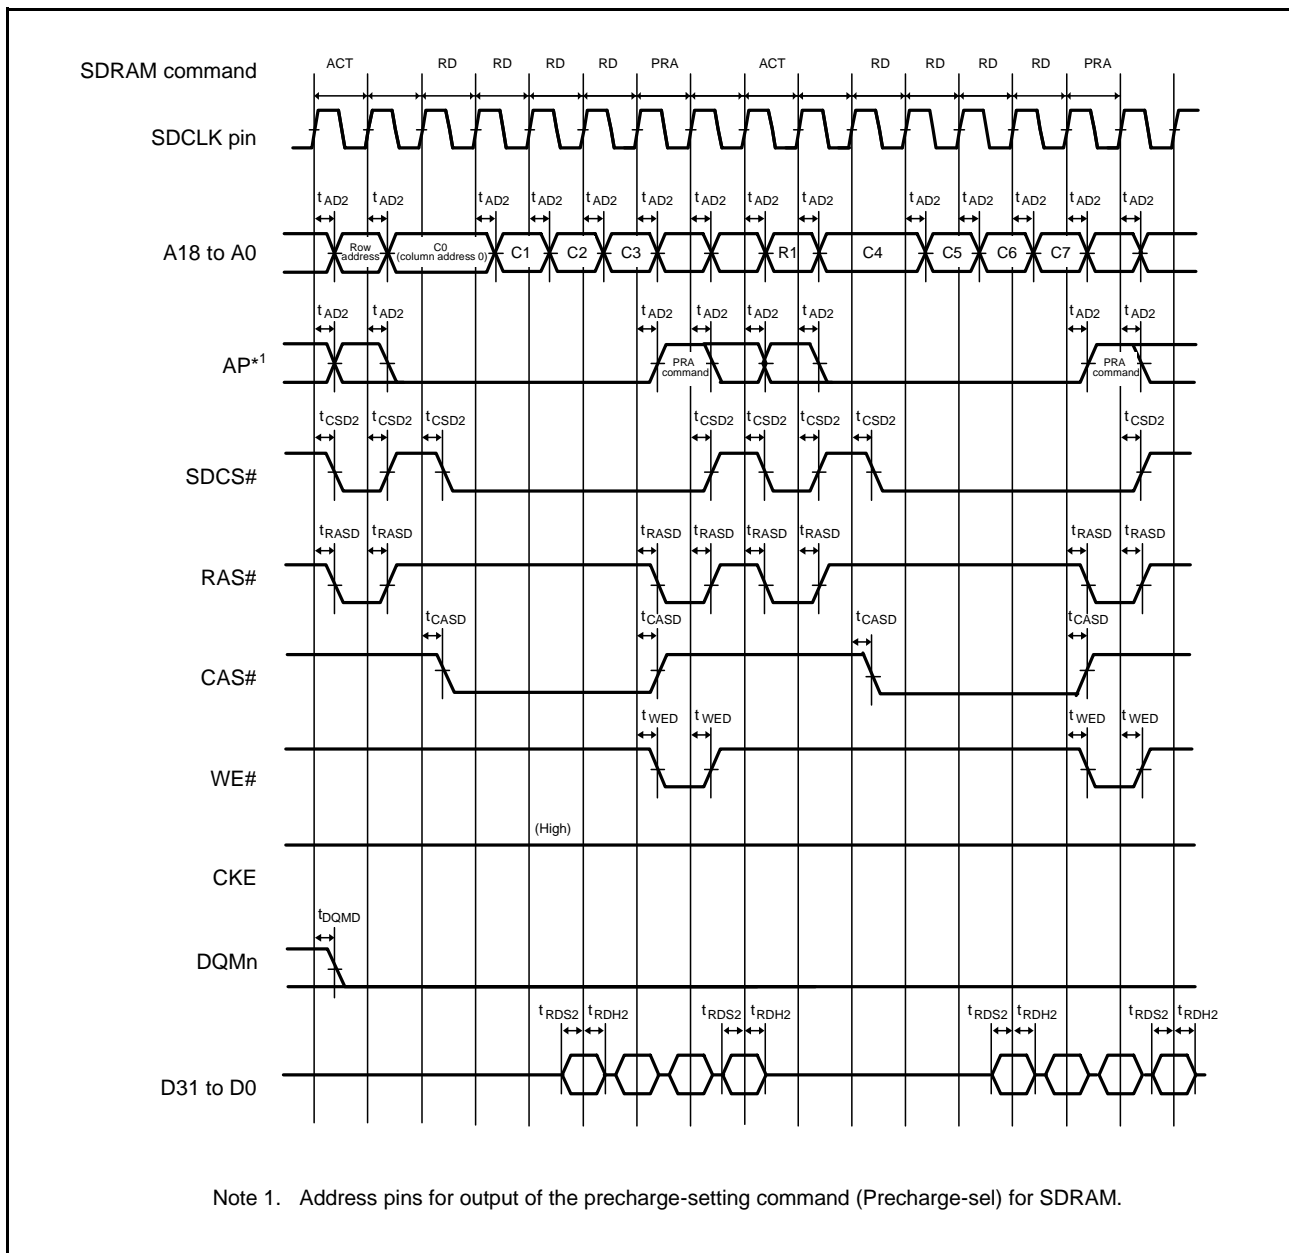 SDRAM command
ACT RD RD RD RD PRA ACT RD RD RD RD PRA
SDCLK pin
tAD2 tAD2 tAD2 tAD2 tAD2 tAD2 tAD2 tAD2 tAD2 tAD2 tAD2 tAD2 tAD2 tAD2
A18 to A0
Row address
C0 (column address 0)
C1 C2 C3 R1 C4 C5 C6 C7
tAD2 tAD2 tAD2 tAD2 tAD2 tAD2 tAD2 tAD2
AP*1
PRA command
PRA command
tCSD2 tCSD2 tCSD2 tCSD2 tCSD2 tCSD2 tCSD2 tCSD2
SDCS#
tRASD tRASD tRASD tRASD tRASD tRASD tRASD tRASD
RAS#
tCASD tCASD tCASD tCASD
CAS#
tWED tWED tWED tWED
WE#
(High)
CKE
tDQMD
DQMn
tRDS2 tRDH2 tRDS2 tRDH2 tRDS2 tRDH2 tRDS2 tRDH2
D31 to D0
Note 1. Address pins for output of the precharge-setting command (Precharge-sel) for SDRAM.